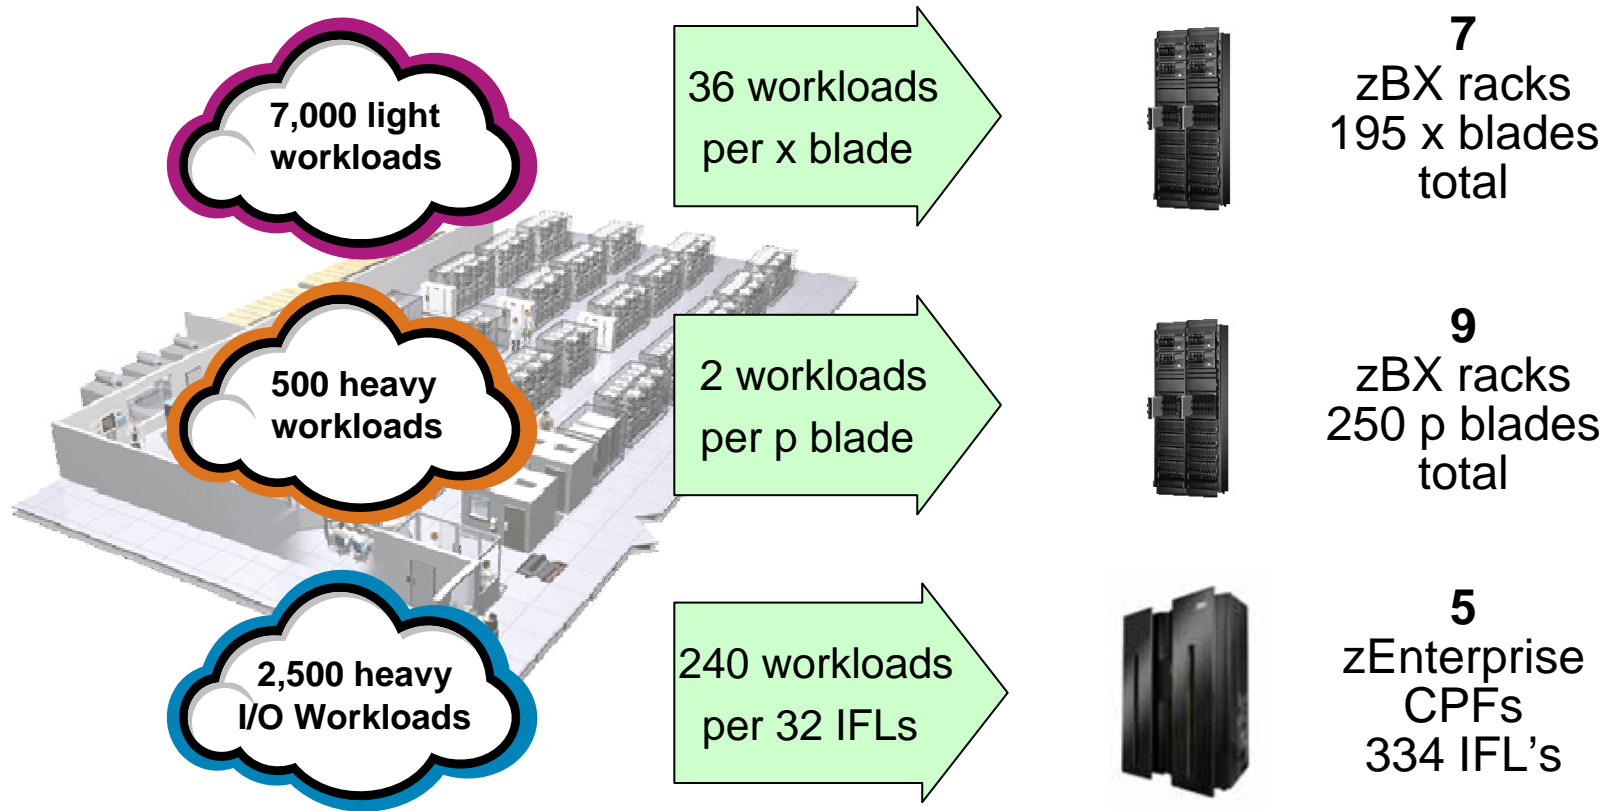 7,000 light
workloads
36 workloads
per x blade
7
zBX racks
195 x blades
total
500 heavy
workloads
2 workloads
per p blade
9
zBX racks
250 p blades
total
2,500 heavy
I/O Workloads
240 workloads
per 32 IFLs
5
zEnterprise
CPFs
334 IFL’s